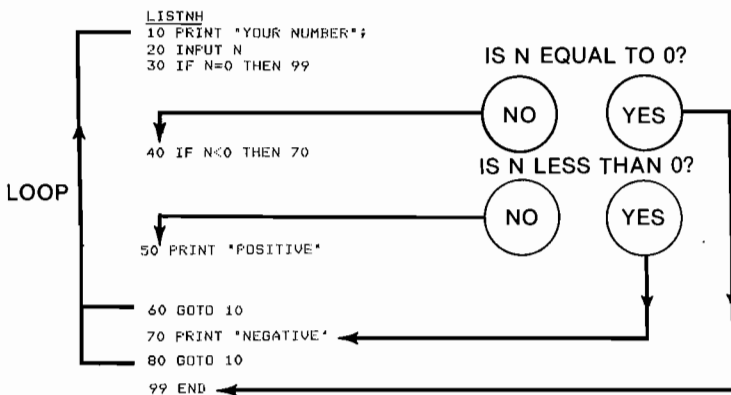 LISTNH
10 PRINT "YOUR NUMBER";
20 INPUT N
30 IF N=0 THEN 99
IS N EQUAL TO 0?
NO
YES
40 IF N<0 THEN 70
IS N LESS THAN 0?
NO
YES
LOOP
50 PRINT "POSITIVE"
60 GOTO 10
70 PRINT "NEGATIVE"
80 GOTO 10
99 END